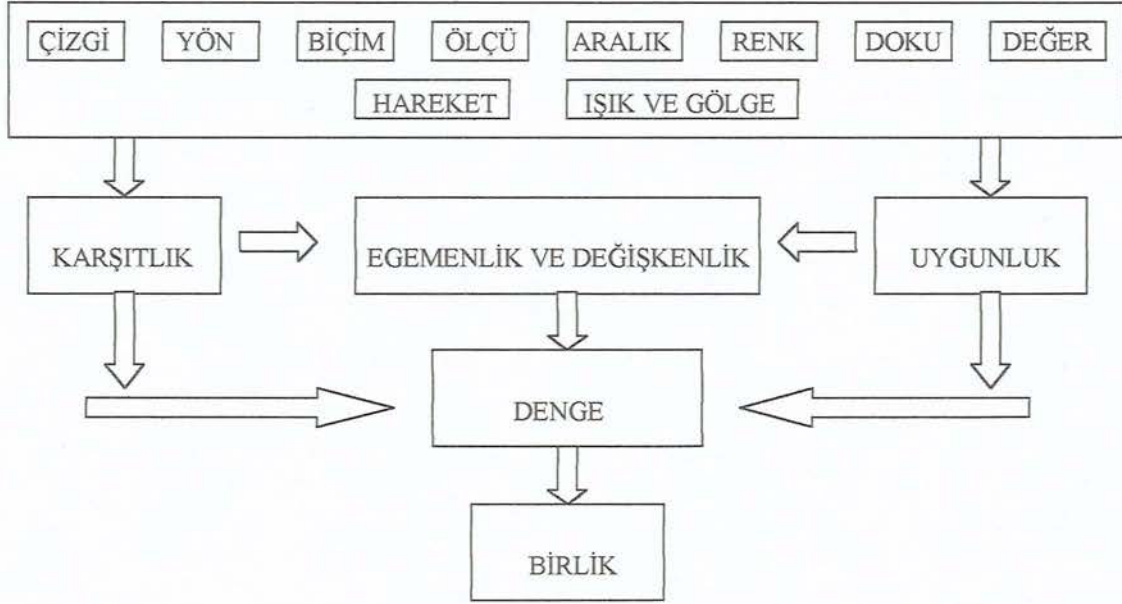 ÇİZGİ YÖN BİÇİM ÖLÇÜ ARALIK RENK DOKU DEĞER
HAREKET IŞIK VE GÖLGE
KARŞITLIK EGEMENLİK VE DEĞİŞKENLİK UYGUNLUK
DENGE
BİRLİK